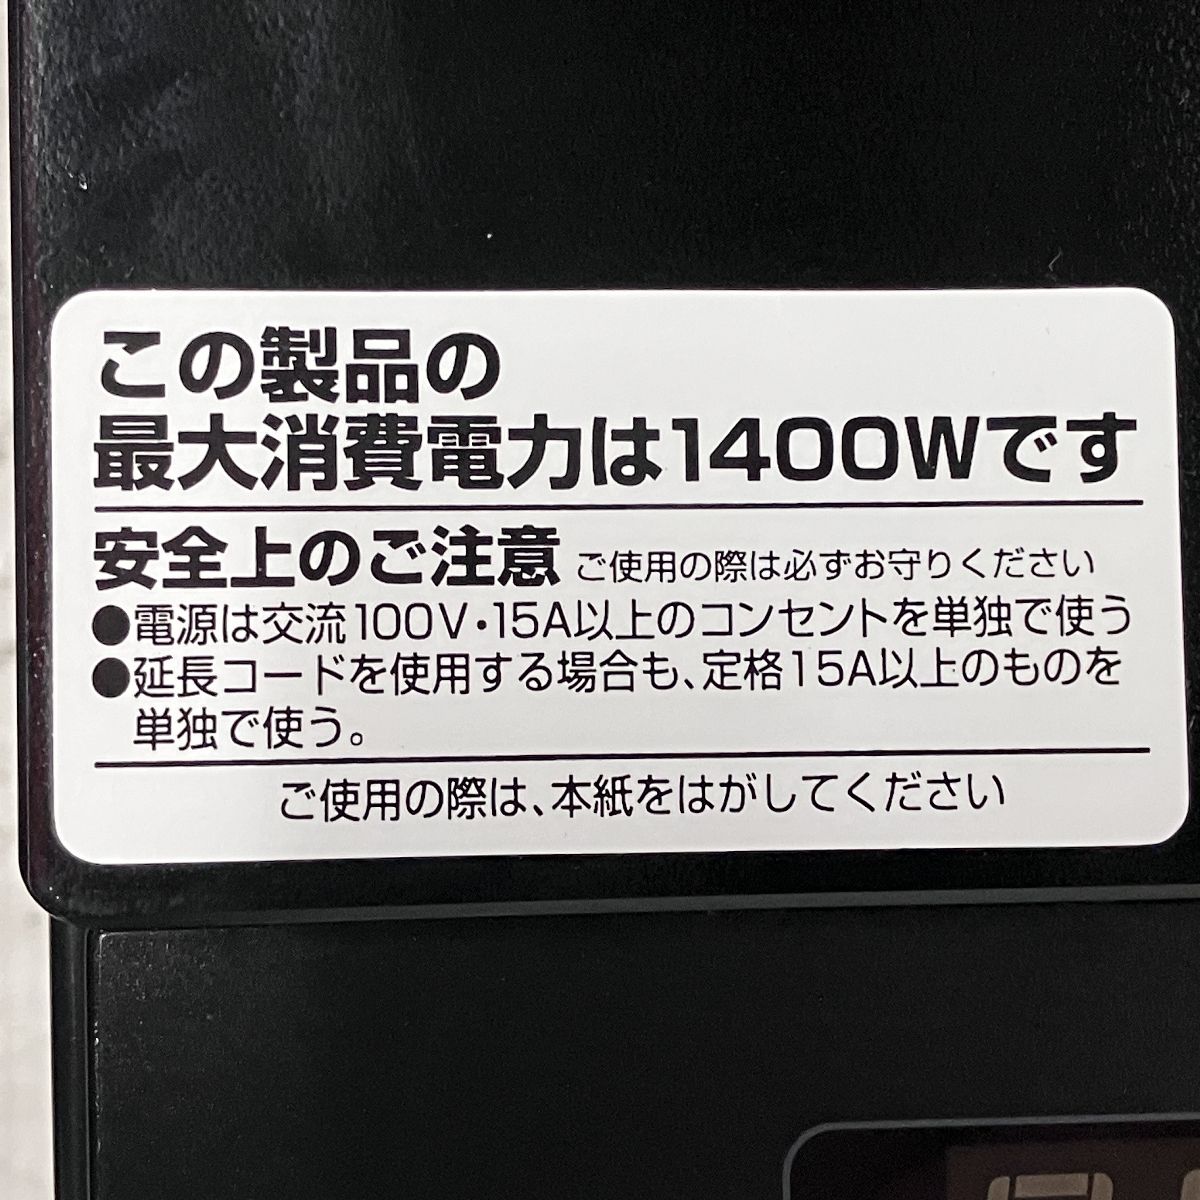 この製品の
最大消費電力は1400Wです
安全上のご注意 ご使用の際は必ずお守りください
●電源は交流100V・15A以上のコンセントを単独で使う
●延長コードを使用する場合も、定格15A以上のものを
単独で使う。
ご使用の際は、本紙をはがしてください